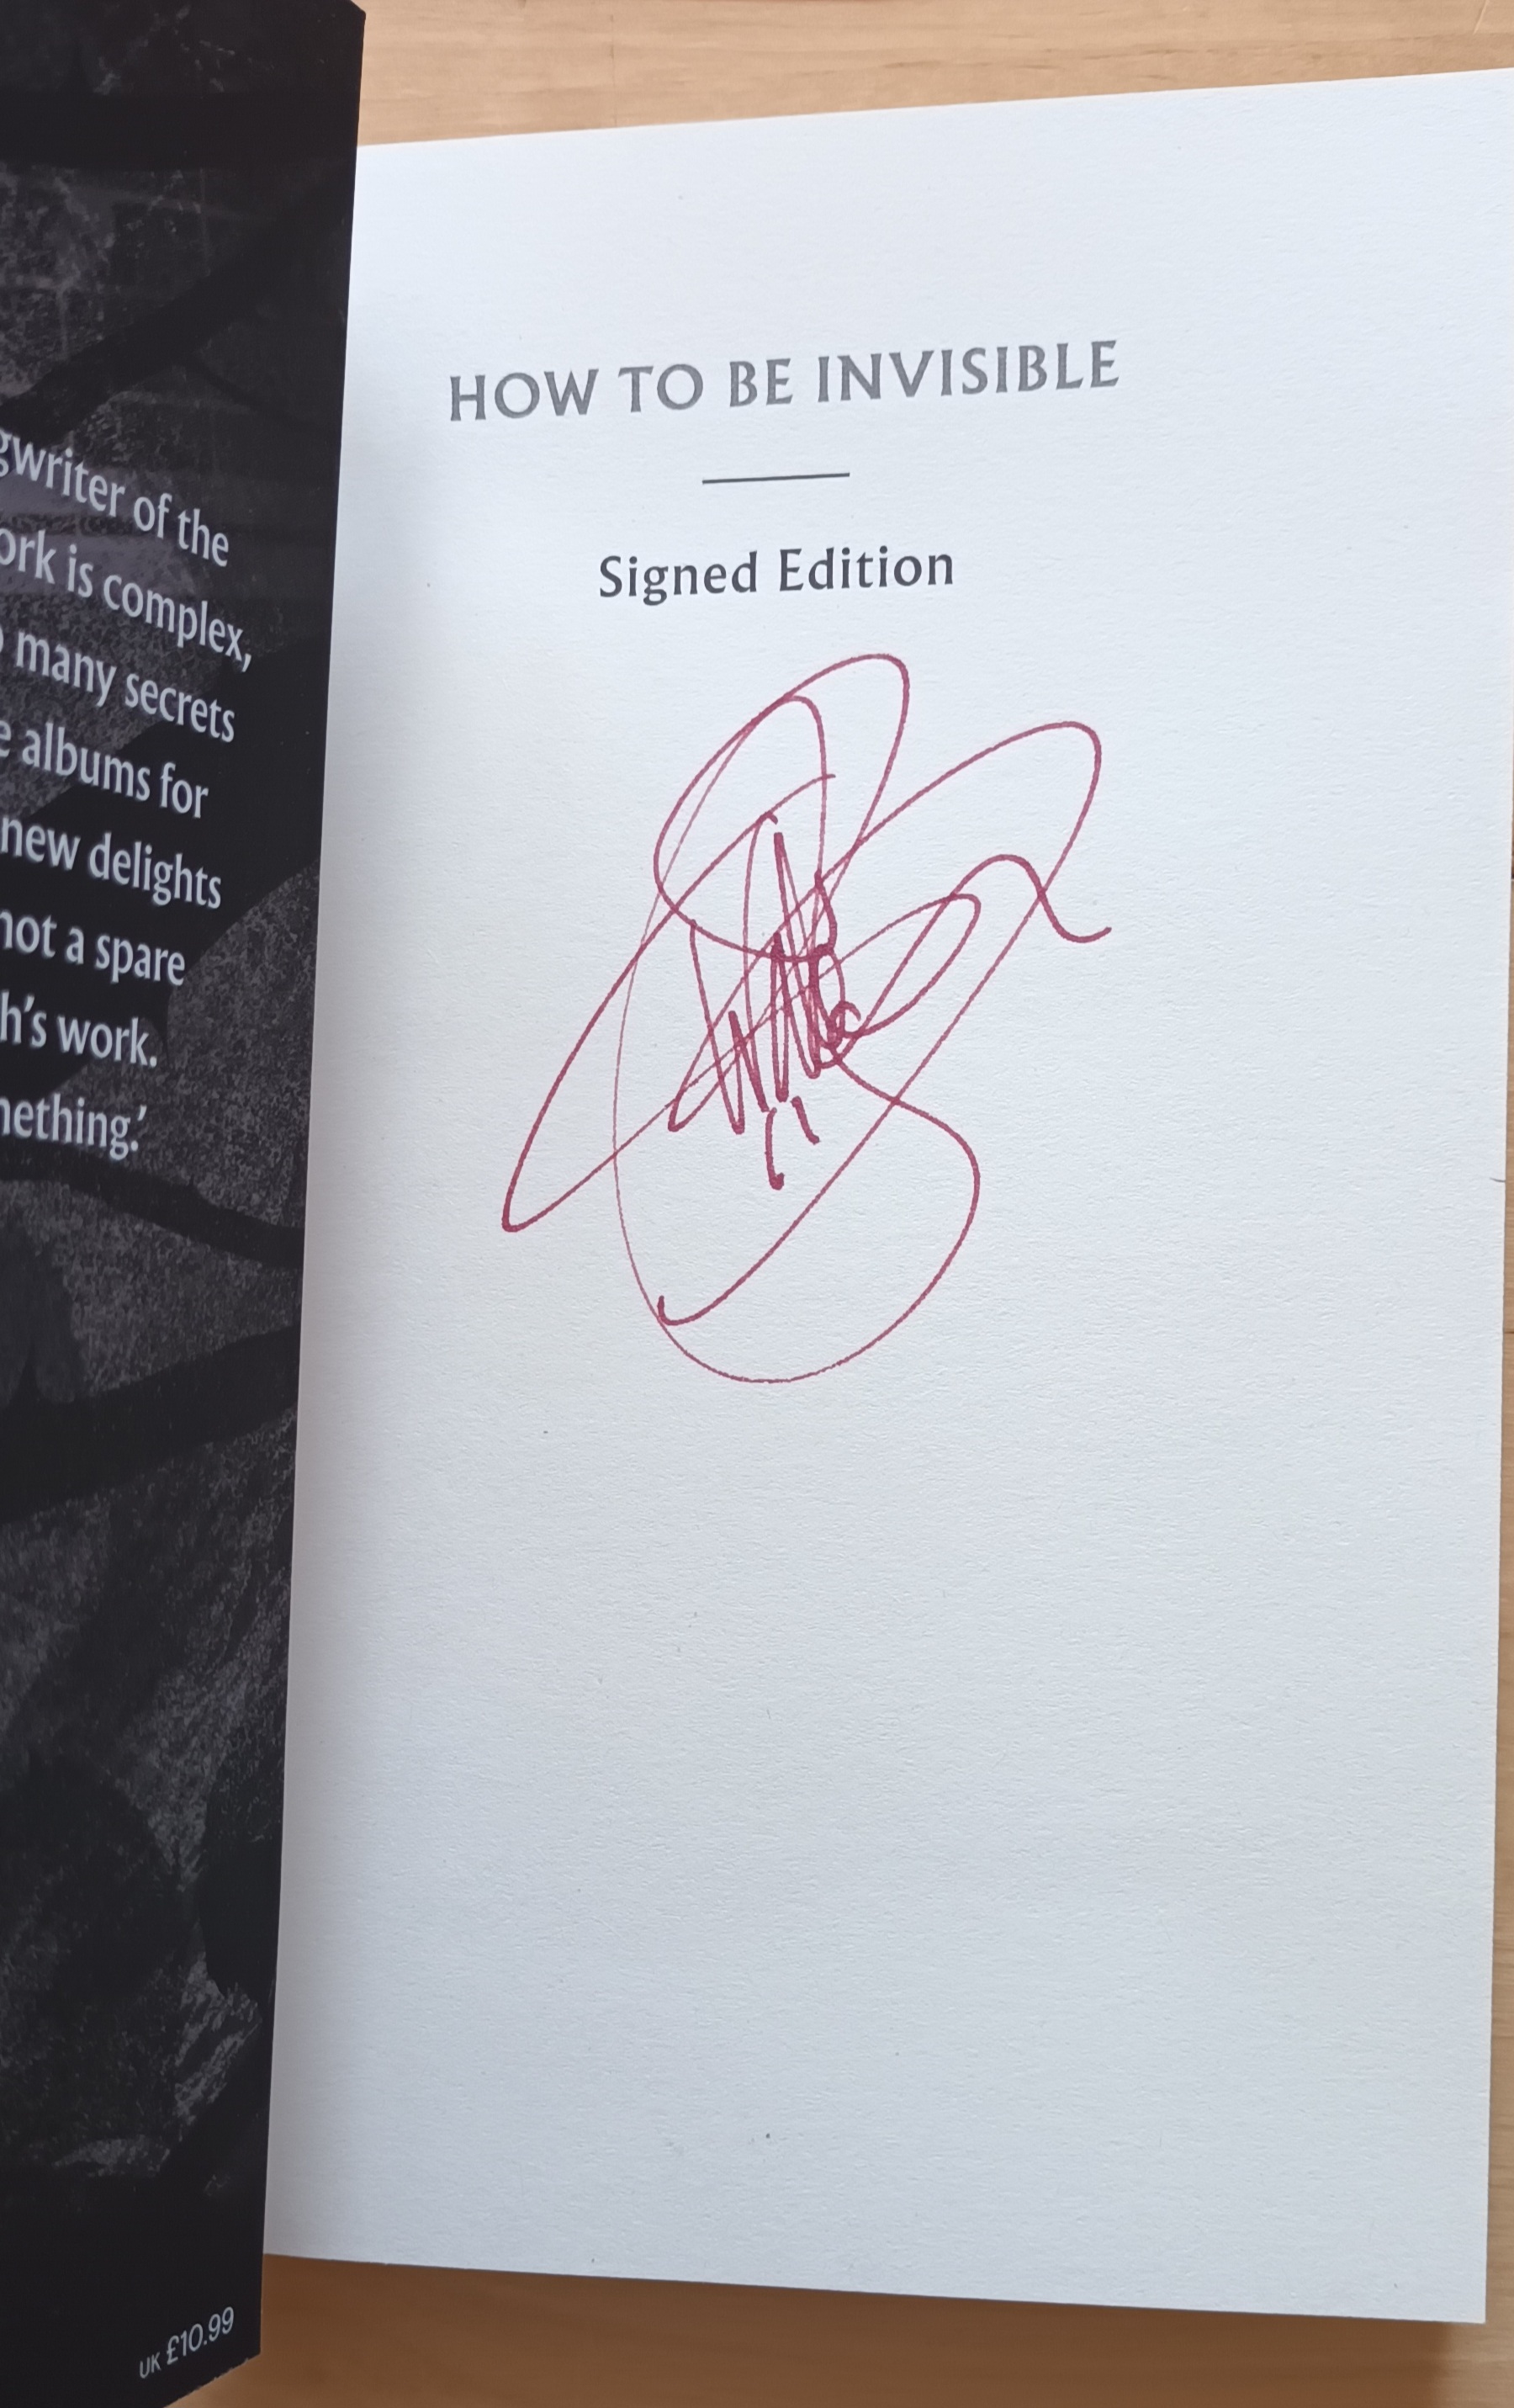 gwriter of the
ork is complex,
many secrets
e albums for
new delights
not a spare
h's work.
nething.'
UK £10.99
HOW TO BE INVISIBLE
Signed Edition